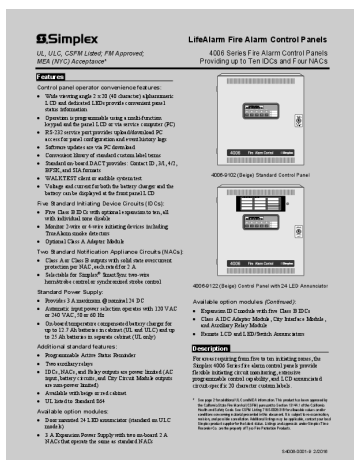 Simplex
LifeAlarm Fire Alarm Control Panels
UL, ULC, CSFM Listed; FM Approved;
MEA (NYC) Acceptance*
4006 Series Fire Alarm Control Panels
Providing up to Ten IDCs and Four NACs
Features
Control panel operator convenience features:
• Wide viewing angle 2 x 20 (40 character) alphanumeric
LCD and dedicated LEDs provide convenient panel
status information
• Operation is programmable using a multi-function
keypad and the panel LCD or via service computer (PC)
• RS-232 service port provides upload/download PC
access for panel configuration and event history logs
• Software updates are via PC download
• Convenient library of standard custom label terms
• Standard on-board DACT provides: Contact ID, 3/1, 4/2,
BFSK, and SIA formats
• WALKTEST silent or audible system test
• Voltage and current for both the battery charger and the
battery can be displayed at the front panel LCD
Five Standard Initiating Device Circuits (IDCs):
• Five Class B IDCs with optional expansion to ten, all
with individual zone disable
• Monitor 2-wire or 4-wire initiating devices including
TrueAlarm smoke detectors
• Optional Class A Adapter Module
Two Standard Notification Appliance Circuits (NACs):
• Class A or Class B outputs with solid state overcurrent
protection per NAC, each rated for 2 A
• Selectable for Simplex® SmartSync two-wire
horn/strobe control or synchronized strobe control
Standard Power Supply:
• Provides 3 A maximum @ nominal 24 DC
• Automatic input power selection operates with 120 VAC
or 240 VAC, 50 or 60 Hz
• On-board temperature compensated battery charger for
up to 12.7 Ah batteries in cabinet (UL and ULC) and up
to 25 Ah batteries in separate cabinet (UL only)
Additional standard features:
• Programmable Active Status Reminder
• Two auxiliary relays
• IDCs, NACs, and Relay outputs are power limited (AC
input, battery circuits, and City Circuit Module outputs
are non-power limited)
• Available with beige or red cabinet
• UL listed to Standard 864
Available option modules:
• Door mounted 24 LED annunciator (standard on ULC
models)
• 3 A Expansion Power Supply with two on-board 2 A
NACs that operate the same as standard NACs
4006-9102 (Beige) Standard Control Panel
4006-9122 (Beige) Control Panel with 24 LED Annunciator
Available option modules (Continued):
• Expansion IDC module with five Class B IDCs
• Class A IDC Adapter Module, City Interface Module,
and Auxiliary Relay Module
• Remote LCD and LED/Switch Annunciators
Description
For areas requiring from five to ten initiating zones, the
Simplex 4006 Series fire alarm control panels provide
flexible initiating circuit monitoring, extensive
programmable control capability, and LCD annunciated
circuit-specific 20 character custom labels.
S4006-0001-8 2/2016